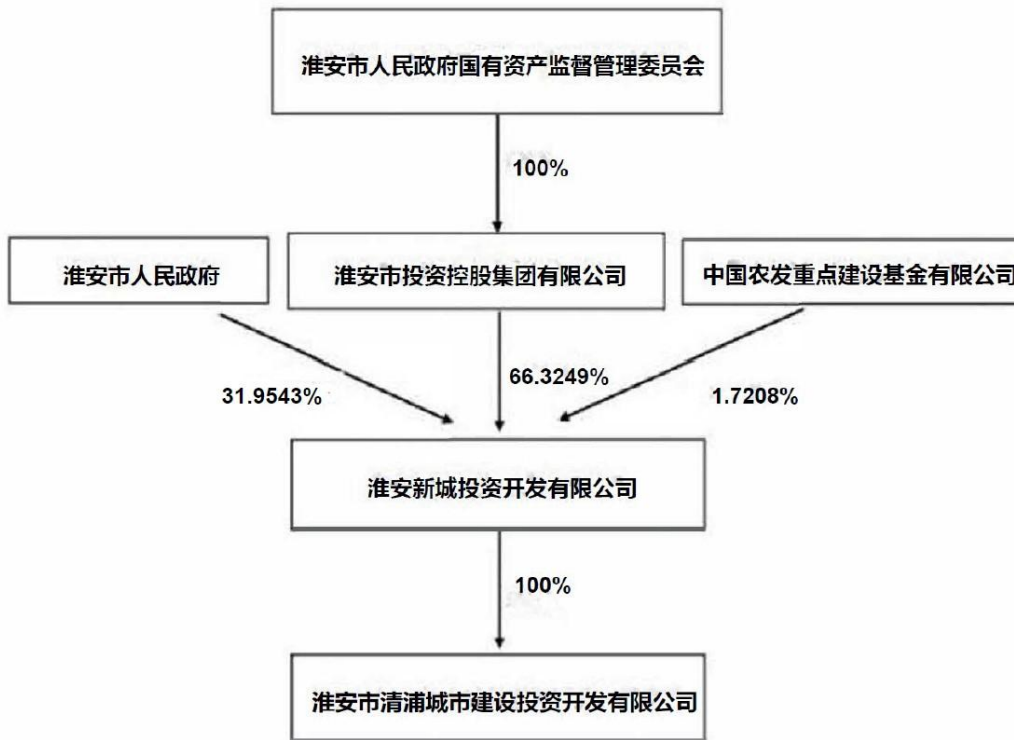 淮安市人民政府国有资产监督管理委员会
100%
淮安市人民政府
淮安市投资控股集团有限公司
中国农发重点建设基金有限公司
31.9543%
66.3249%
1.7208%
淮安新城投资开发有限公司
100%
淮安市清浦城市建设投资开发有限公司